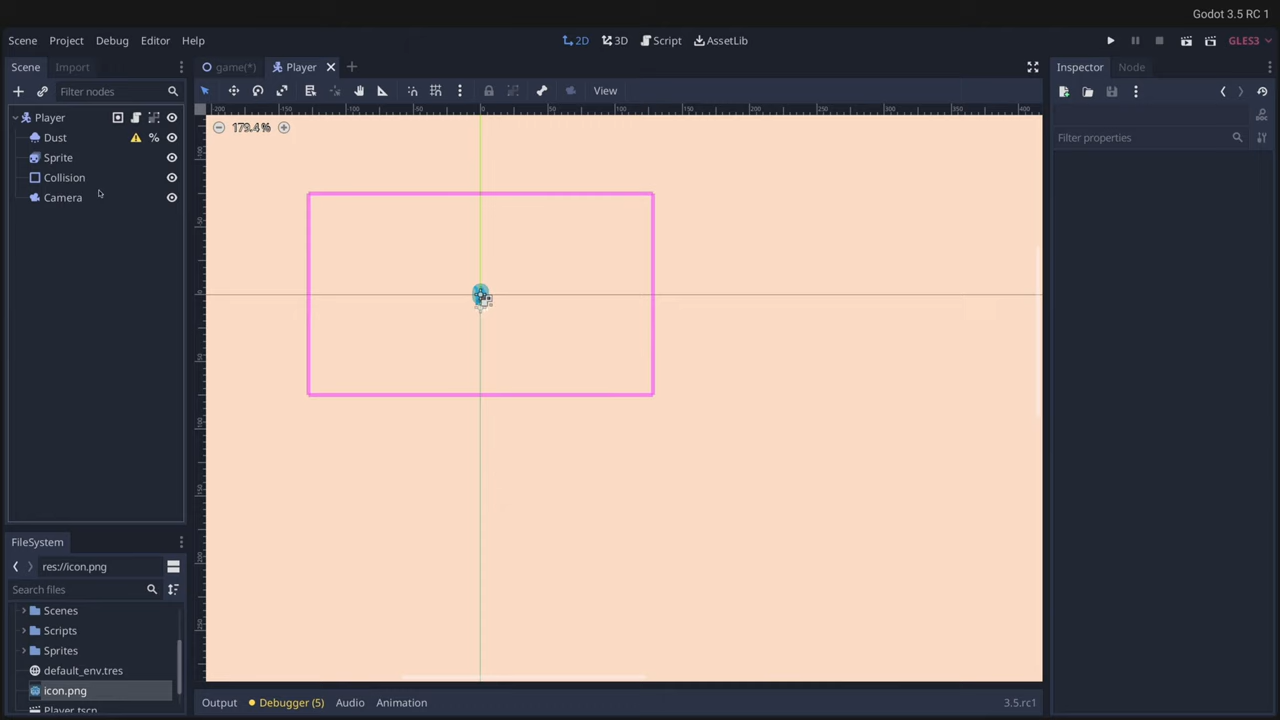 Godot 3.5 RC 1
Scene Project Debug Editor Help
2D 3D Script AssetLib
GLES3
Scene Import
game(*) Player
Inspector Node
Filter nodes
View
Player
Dust
Sprite
Collision
Camera
179.4%
Filter properties
FileSystem
res://icon.png
Search files
Scenes
Scripts
Sprites
default_env.tres
icon.png
Player.tscn
Output Debugger (5) Audio Animation
3.5.rc1